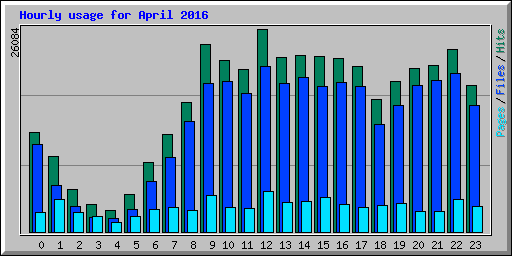 Hourly usage for April 2016
26084
Pages/Files/Hits
0 1 2 3 4 5 6 7 8 9 10 11 12 13 14 15 16 17 18 19 20 21 22 23